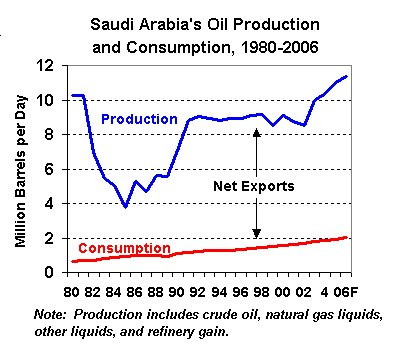 Saudi Arabia's Oil Production
and Consumption, 1980-2006
Million Barrels per Day
12
10
8
6
4
2
0
Production
Net Exports
Consumption
80 82 84 86 88 90 92 94 96 98 00 02 4 06F
Note: Production includes crude oil, natural gas liquids,
other liquids, and refinery gain.